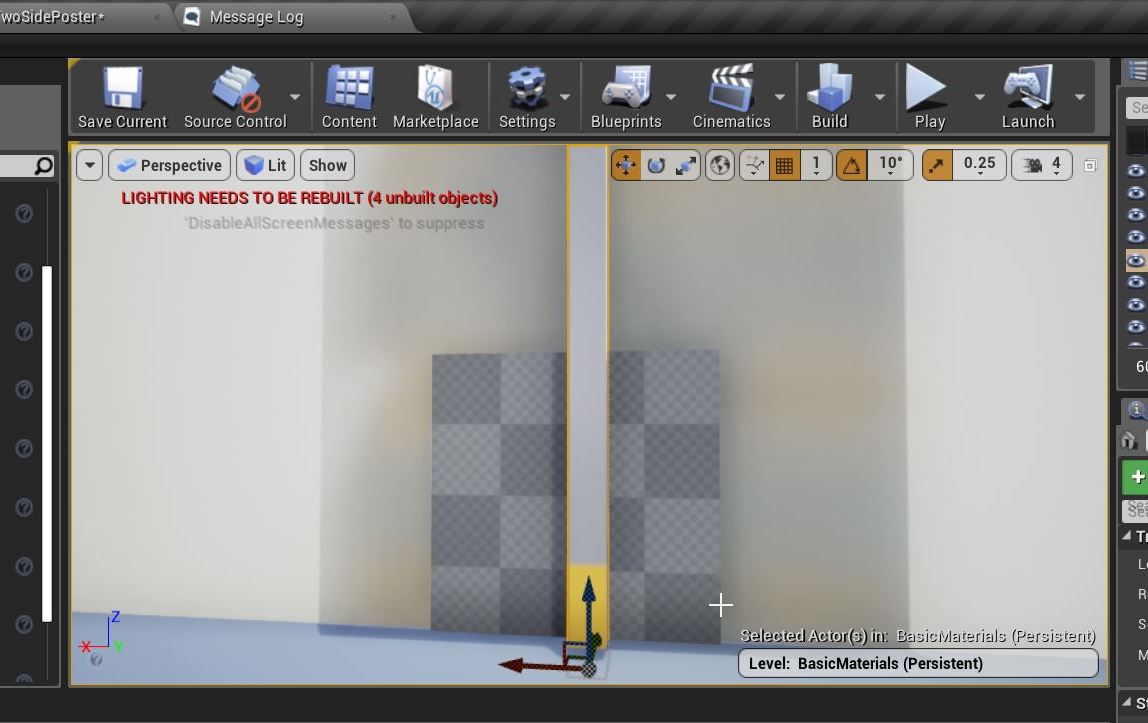 woSidePoster*
Message Log
Save Current
Source Control
Content
Marketplace
Settings
Blueprints
Cinematics
Build
Play
Launch
Perspective
Lit
Show
1
10°
0.25
4
LIGHTING NEEDS TO BE REBUILT (4 unbuilt objects)
'DisableAllScreenMessages' to suppress
Se
60
Sea
Tr
L
R
S
M
Z
X
Y
Selected Actor(s) in: BasicMaterials (Persistent)
Level: BasicMaterials (Persistent)
S